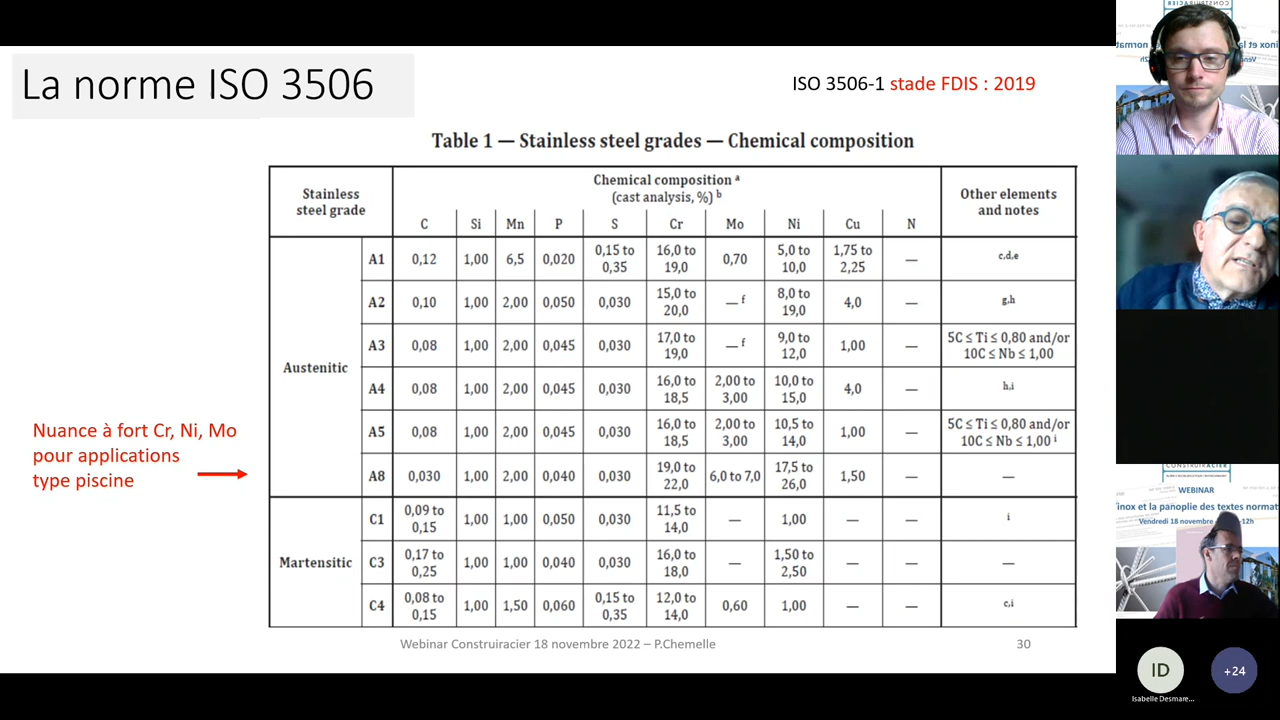 La norme ISO 3506
ISO 3506-1 stade FDIS : 2019
Table 1 — Stainless steel grades — Chemical composition
Stainless steel grade
Chemical composition a
(cast analysis, %) b
Other elements and notes
C Si Mn P S Cr Mo Ni Cu N
Austenitic
A1 0,12 1,00 6,5 0,020 0,15 to 0,35 16,0 to 19,0 0,70 5,0 to 10,0 1,75 to 2,25 — c,d,e
A2 0,10 1,00 2,00 0,050 0,030 15,0 to 20,0 — f 8,0 to 19,0 4,0 — g,h
A3 0,08 1,00 2,00 0,045 0,030 17,0 to 19,0 — f 9,0 to 12,0 1,00 — 5C ≤ Ti ≤ 0,80 and/or 10C ≤ Nb ≤ 1,00
A4 0,08 1,00 2,00 0,045 0,030 16,0 to 18,5 2,00 to 3,00 10,0 to 15,0 4,0 — h,i
A5 0,08 1,00 2,00 0,045 0,030 16,0 to 18,5 2,00 to 3,00 10,5 to 14,0 1,00 — 5C ≤ Ti ≤ 0,80 and/or 10C ≤ Nb ≤ 1,00 i
A8 0,030 1,00 2,00 0,040 0,030 19,0 to 22,0 6,0 to 7,0 17,5 to 26,0 1,50 — —
Martensitic
C1 0,09 to 0,15 1,00 1,00 0,050 0,030 11,5 to 14,0 — 1,00 — — i
C3 0,17 to 0,25 1,00 1,00 0,040 0,030 16,0 to 18,0 — 1,50 to 2,50 — — —
C4 0,08 to 0,15 1,00 1,50 0,060 0,15 to 0,35 12,0 to 14,0 0,60 1,00 — — c,i
Nuance à fort Cr, Ni, Mo
pour applications
type piscine
Webinar Construiracier 18 novembre 2022 – P.Chemelle
30
CONSTRUIRACIER
WEBINAR
inox et la panoplie des textes normat
Vendredi 18 novembre -12h
ID
Isabelle Desmare...
+24